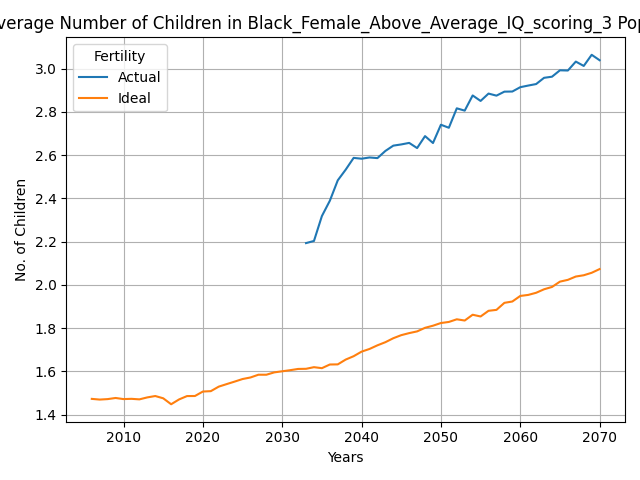 verage Number of Children in Black_Female_Above_Average_IQ_scoring_3 Pop
Fertility
Actual
Ideal
3.0
2.8
2.6
2.4
2.2
2.0
1.8
1.6
1.4
No. of Children
2010 2020 2030 2040 2050 2060 2070
Years